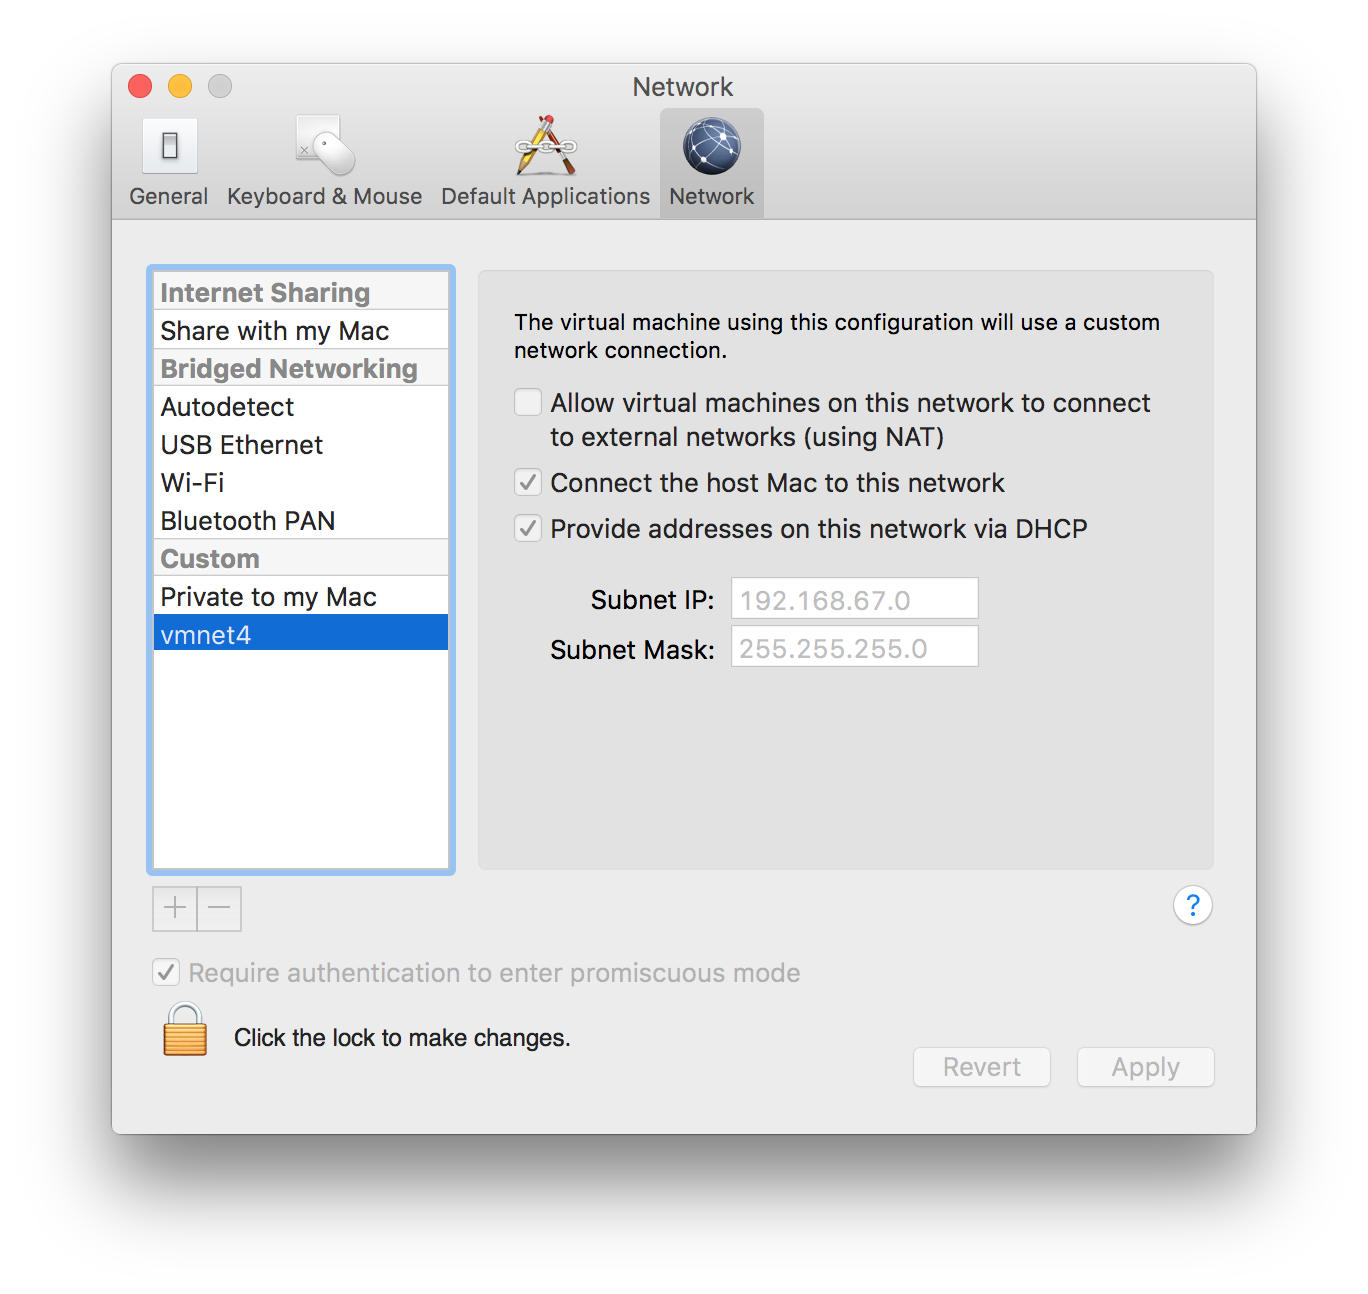 Network
General
Keyboard & Mouse
Default Applications
Network
Internet Sharing
Share with my Mac
Bridged Networking
Autodetect
USB Ethernet
Wi-Fi
Bluetooth PAN
Custom
Private to my Mac
vmnet4
The virtual machine using this configuration will use a custom
network connection.
Allow virtual machines on this network to connect
to external networks (using NAT)
Connect the host Mac to this network
Provide addresses on this network via DHCP
Subnet IP: 192.168.67.0
Subnet Mask: 255.255.255.0
?
Require authentication to enter promiscuous mode
Click the lock to make changes.
Revert
Apply